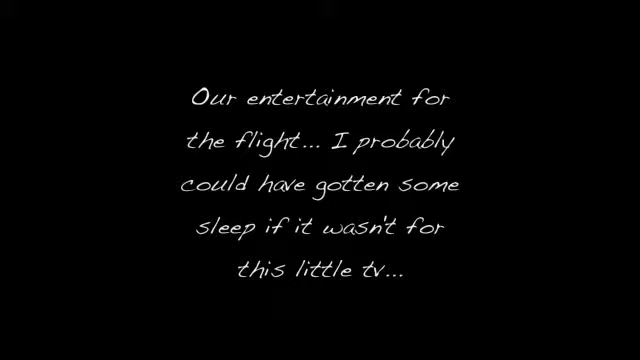 Our entertainment for
the flight... I probably
could have gotten some
sleep if it wasn't for
this little tv...